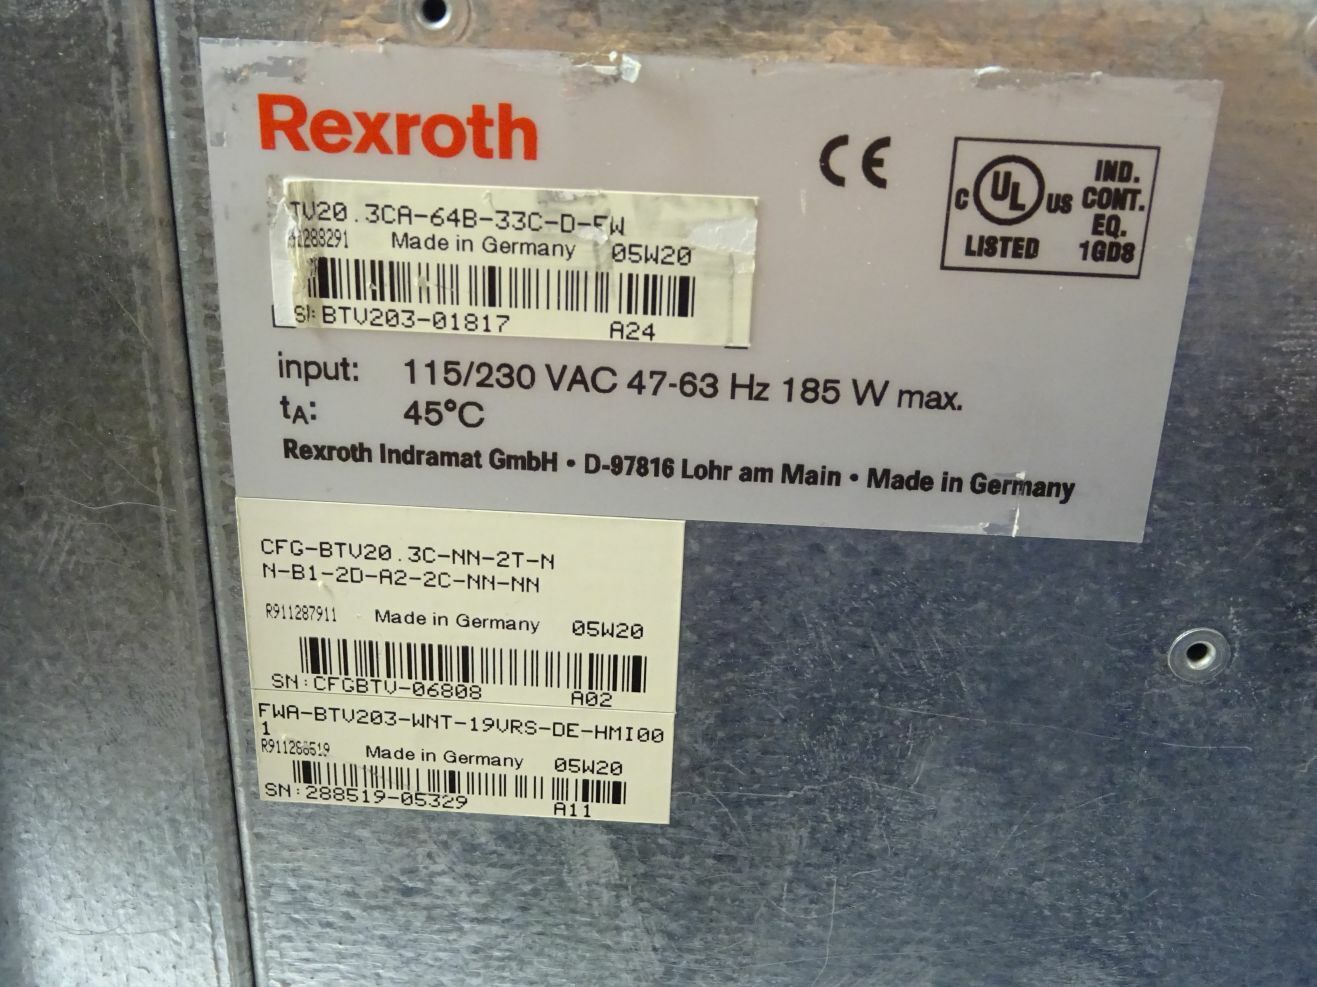 Rexroth
CE
C UL US
LISTED
IND.
CONT.
EQ.
1GD8
TV20.3CA-64B-33C-D-FW
Made in Germany 05W20
SN:BTV203-01817 A24
input: 115/230 VAC 47-63 Hz 185 W max.
tA: 45°C
Rexroth Indramat GmbH • D-97816 Lohr am Main • Made in Germany
CFG-BTV20.3C-NN-2T-N
N-B1-2D-A2-2C-NN-NN
R911287911 Made in Germany 05W20
SN:CFGBTV-06808 A02
FWA-BTV203-WNT-19VRS-DE-HMI00
1
R911288519 Made in Germany 05W20
SN:288519-05329 A11